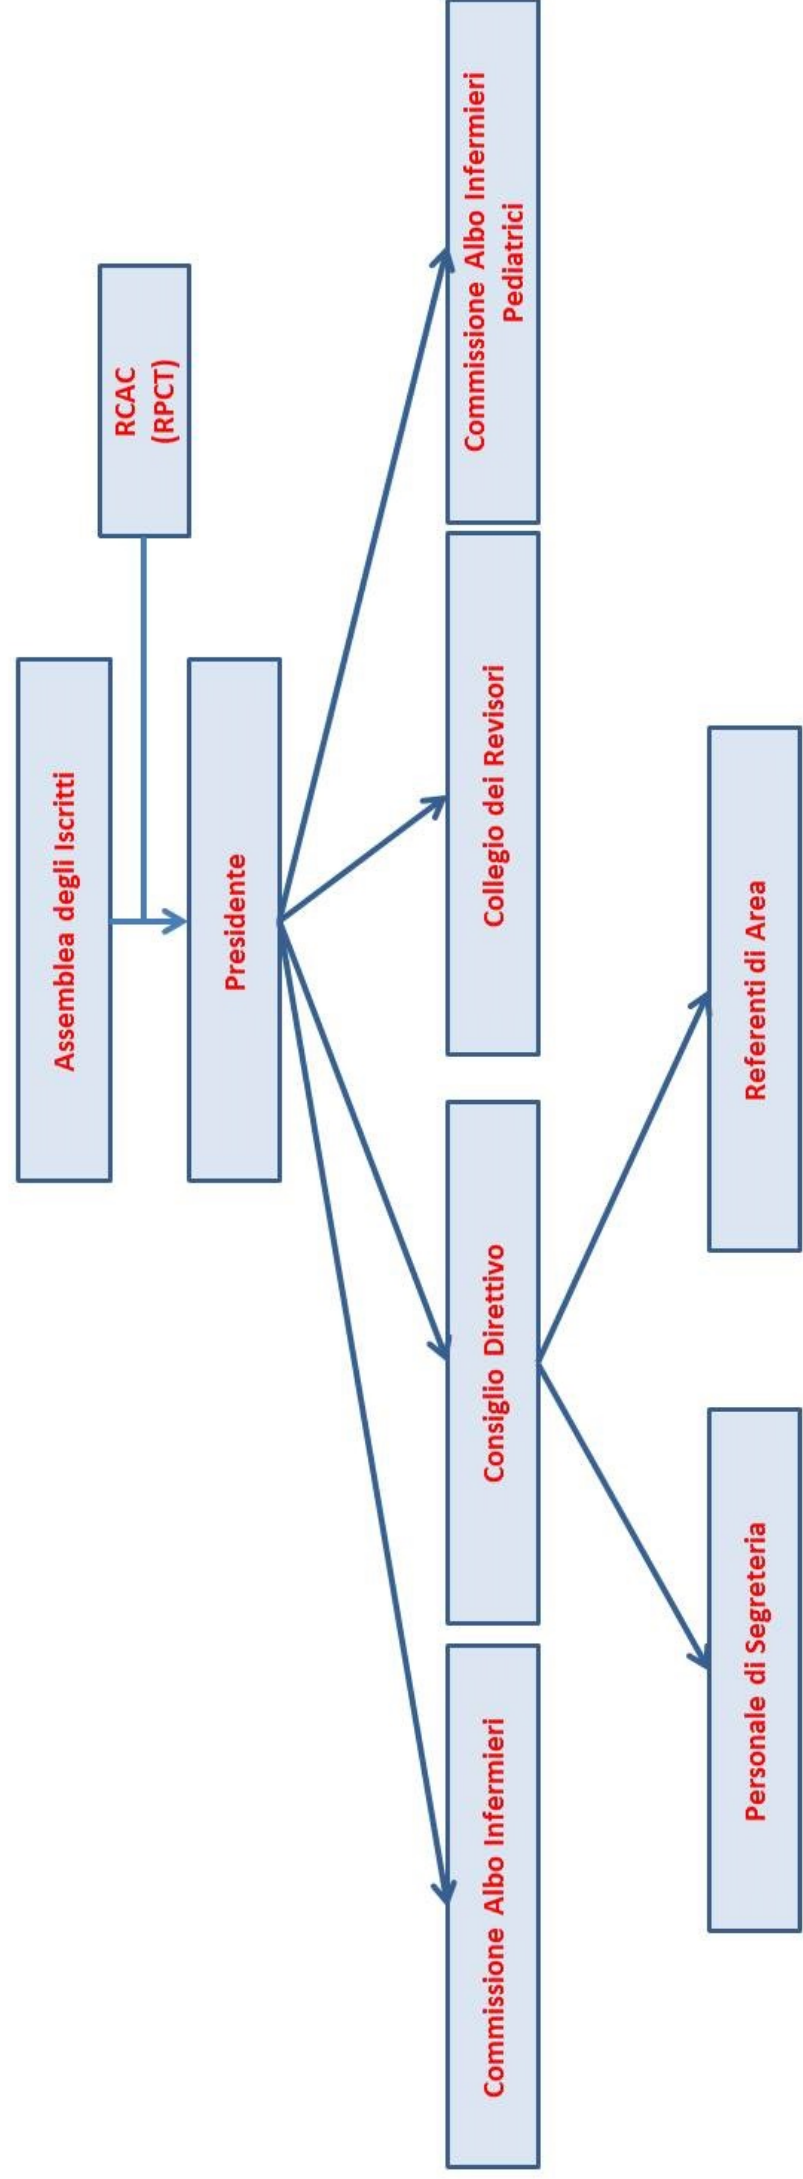 Assemblea degli Iscritti
RCAC
(RPCT)
Presidente
Commissione Albo Infermieri
Consiglio Direttivo
Collegio dei Revisori
Commissione Albo Infermieri
Pediatrici
Personale di Segreteria
Referenti di Area